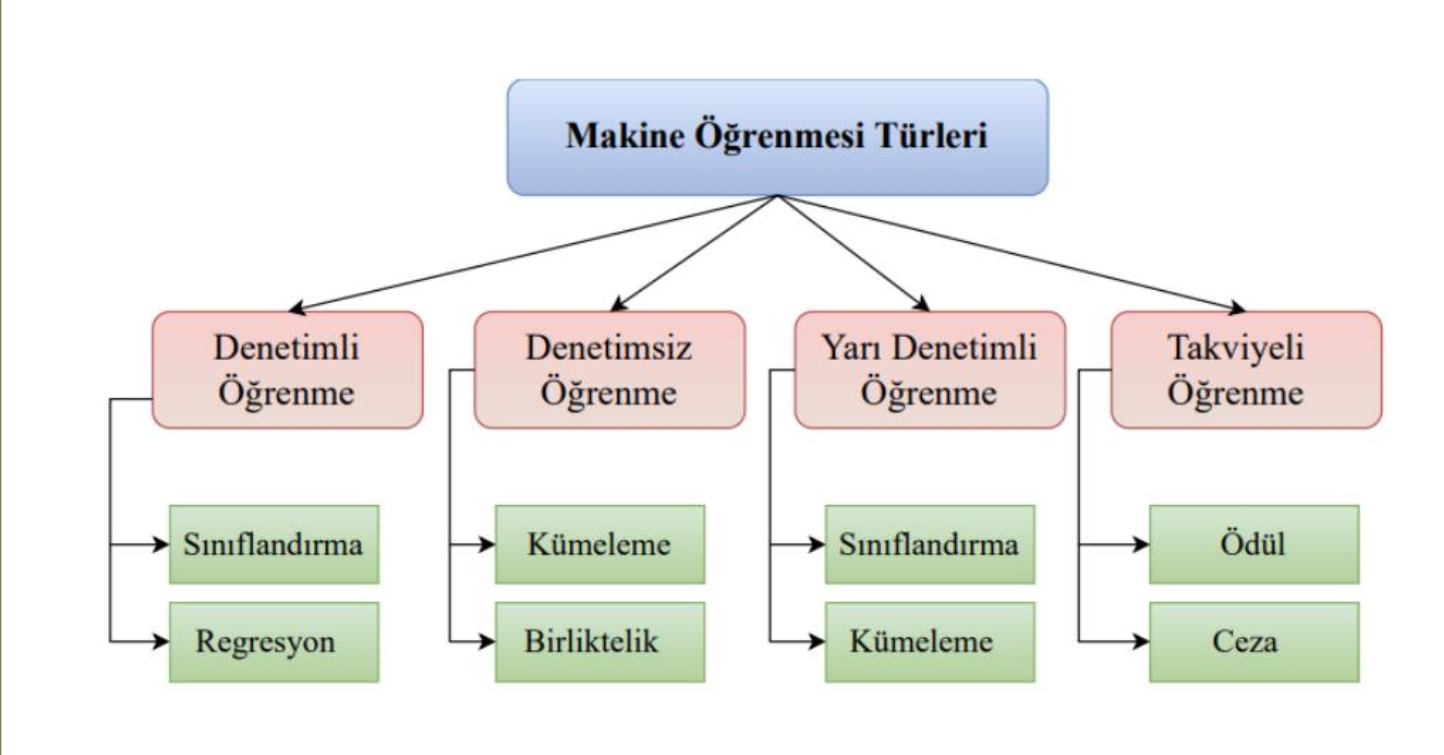 Makine Öğrenmesi Türleri
Denetimli
Öğrenme
Denetimsiz
Öğrenme
Yarı Denetimli
Öğrenme
Takviyeli
Öğrenme
Sınıflandırma
Kümeleme
Sınıflandırma
Ödül
Regresyon
Birliktelik
Kümeleme
Ceza